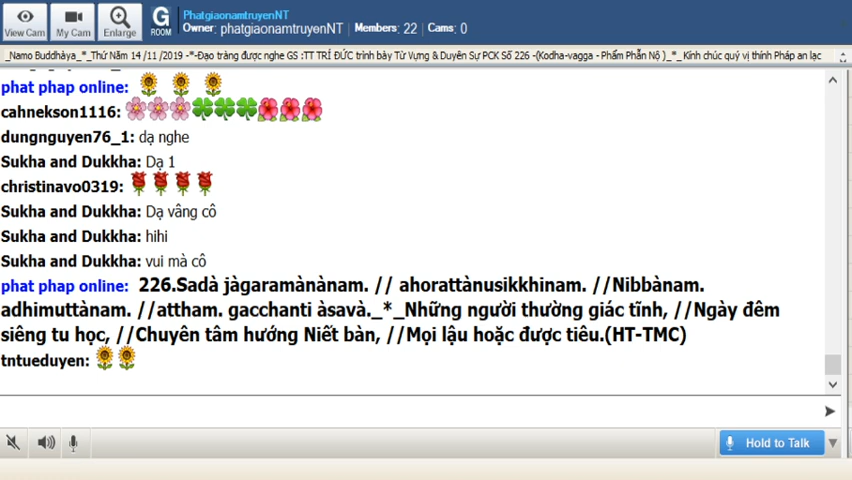 View Cam
My Cam
Enlarge
G
ROOM
PhatgiaonamtruyenNT
Owner: phatgiaonamtruyenNT | Members: 22 | Cams: 0
_Namo Buddhàya_*_Thứ Năm 14 /11 /2019 -*-Đạo tràng được nghe GS :TT TRÍ ĐỨC trình bày Từ Vựng & Duyên Sự PCK Số 226 -(Kodha-vagga - Phẩm Phẫn Nộ )_*_ Kính chúc quý vị thính Pháp an lạc
phat phap online:
cahnekson1116:
dungnguyen76_1: dạ nghe
Sukha and Dukkha: Dạ 1
christinavo0319:
Sukha and Dukkha: Dạ vâng cô
Sukha and Dukkha: hihi
Sukha and Dukkha: vui mà cô
phat phap online: 226.Sadà jàgaramànànam. // ahorattànusikkhinam. //Nibbànam.
adhimuttànam. //attham. gacchanti àsavà._*_Những người thường giác tĩnh, //Ngày đêm
siêng tu học, //Chuyên tâm hướng Niết bàn, //Mọi lậu hoặc được tiêu.(HT-TMC)
tntueduyen:
Hold to Talk